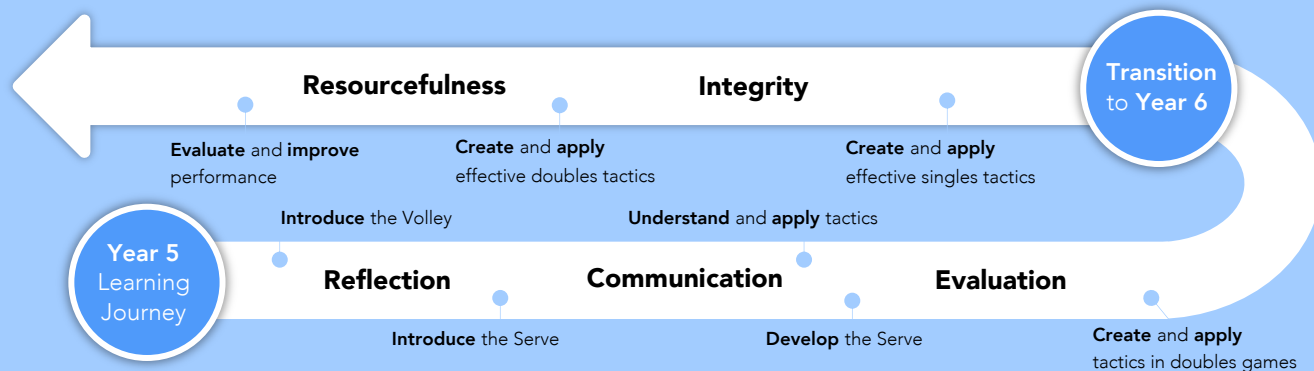 Resourcefulness
Integrity
Transition
to Year 6
Evaluate and improve
performance
Create and apply
effective doubles tactics
Create and apply
effective singles tactics
Introduce the Volley
Understand and apply tactics
Year 5
Learning
Journey
Reflection
Communication
Evaluation
Introduce the Serve
Develop the Serve
Create and apply
tactics in doubles games